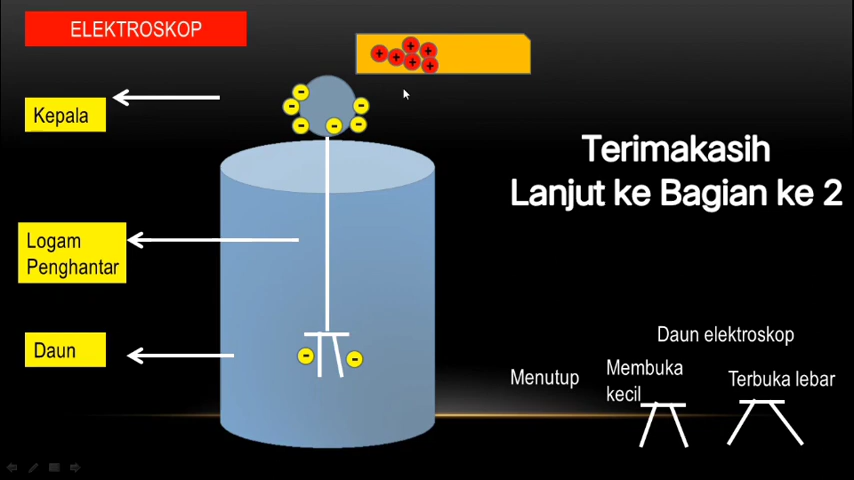 ELEKTROSKOP
Kepala
Terimakasih
Lanjut ke Bagian ke 2
Logam
Penghantar
Daun
Daun elektroskop
Menutup
Membuka
kecil
Terbuka lebar